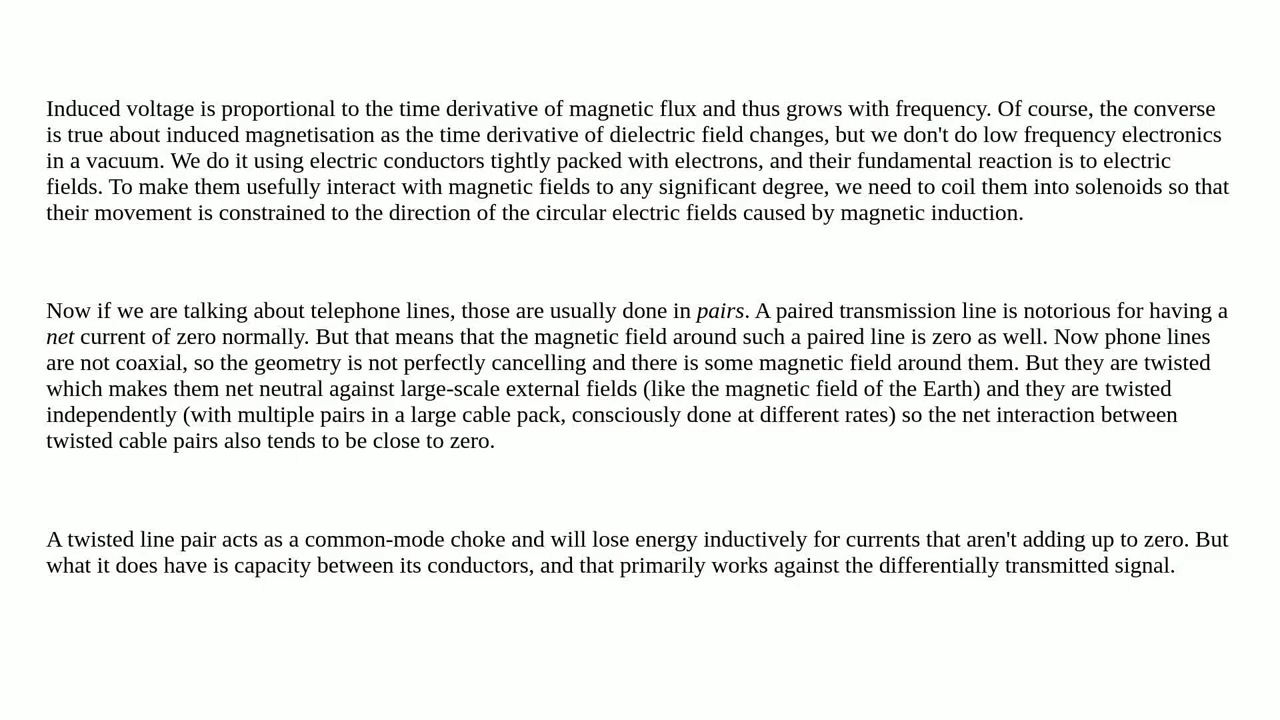 Induced voltage is proportional to the time derivative of magnetic flux and thus grows with frequency. Of course, the converse
is true about induced magnetisation as the time derivative of dielectric field changes, but we don't do low frequency electronics
in a vacuum. We do it using electric conductors tightly packed with electrons, and their fundamental reaction is to electric
fields. To make them usefully interact with magnetic fields to any significant degree, we need to coil them into solenoids so that
their movement is constrained to the direction of the circular electric fields caused by magnetic induction.
Now if we are talking about telephone lines, those are usually done in pairs. A paired transmission line is notorious for having a
net current of zero normally. But that means that the magnetic field around such a paired line is zero as well. Now phone lines
are not coaxial, so the geometry is not perfectly cancelling and there is some magnetic field around them. But they are twisted
which makes them net neutral against large-scale external fields (like the magnetic field of the Earth) and they are twisted
independently (with multiple pairs in a large cable pack, consciously done at different rates) so the net interaction between
twisted cable pairs also tends to be close to zero.
A twisted line pair acts as a common-mode choke and will lose energy inductively for currents that aren't adding up to zero. But
what it does have is capacity between its conductors, and that primarily works against the differentially transmitted signal.